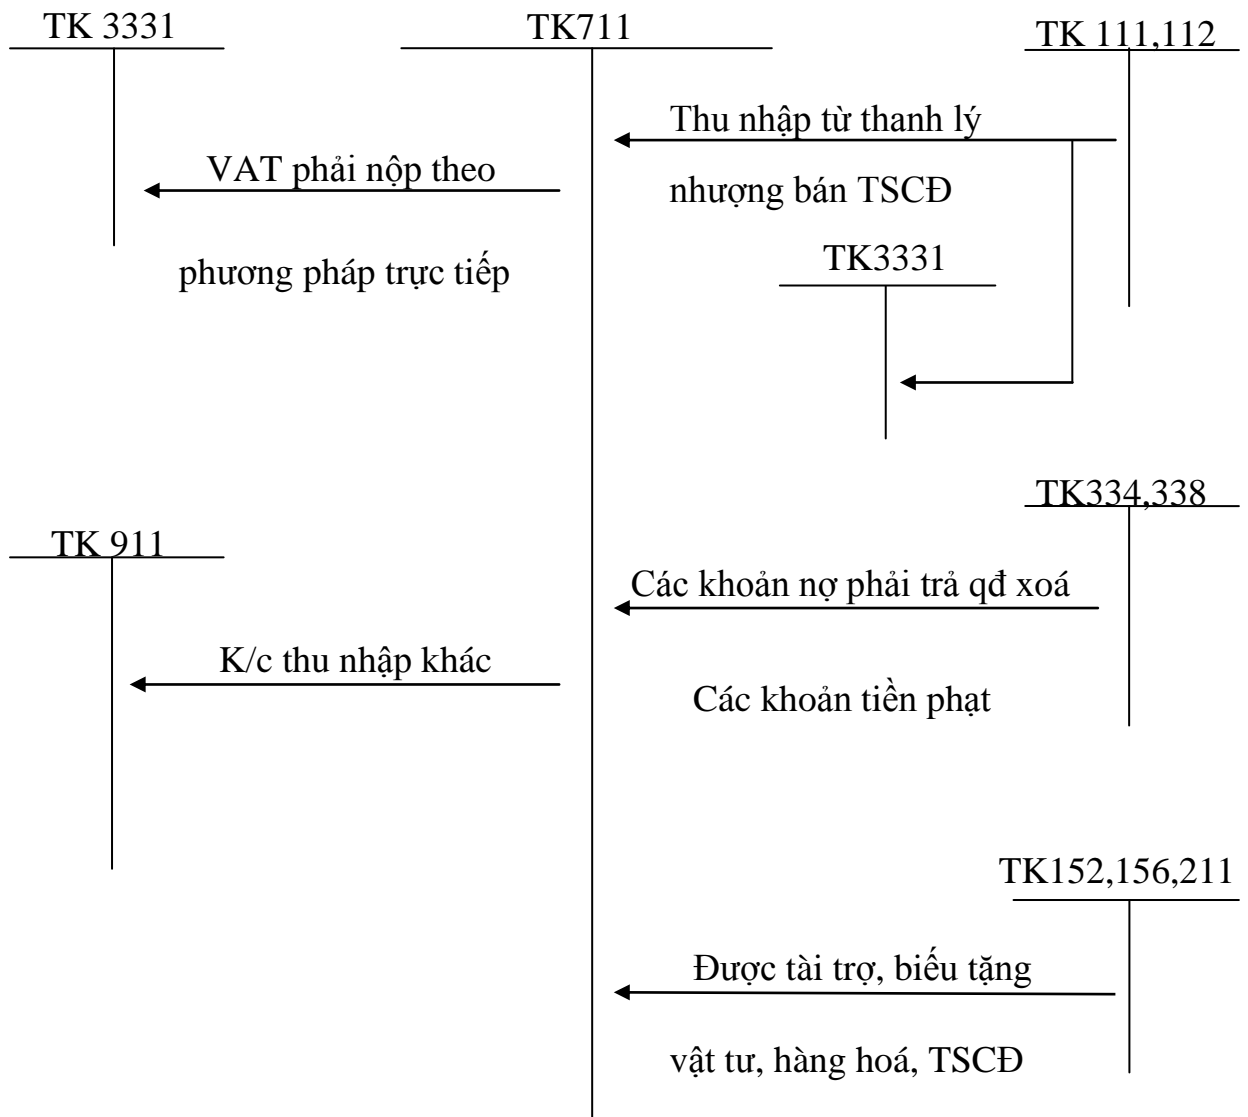 TK 3331
TK711
TK 111,112
Thu nhập từ thanh lý
VAT phải nộp theo
nhượng bán TSCĐ
phương pháp trực tiếp
TK3331
TK334,338
TK 911
Các khoản nợ phải trả qđ xoá
K/c thu nhập khác
Các khoản tiền phạt
TK152,156,211
Được tài trợ, biếu tặng
vật tư, hàng hoá, TSCĐ